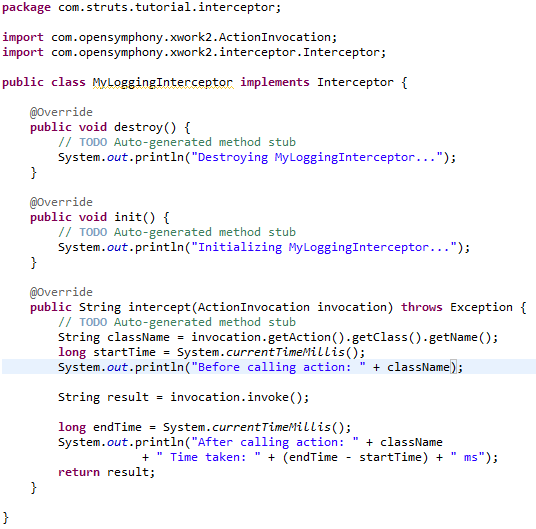 package com.struts.tutorial.interceptor;
import com.opensymphony.xwork2.ActionInvocation;
import com.opensymphony.xwork2.interceptor.Interceptor;
public class MyLoggingInterceptor implements Interceptor {
@Override
public void destroy() {
// TODO Auto-generated method stub
System.out.println("Destroying MyLoggingInterceptor...");
}
@Override
public void init() {
// TODO Auto-generated method stub
System.out.println("Initializing MyLoggingInterceptor...");
}
@Override
public String intercept(ActionInvocation invocation) throws Exception {
// TODO Auto-generated method stub
String className = invocation.getAction().getClass().getName();
long startTime = System.currentTimeMillis();
System.out.println("Before calling action: " + className);
String result = invocation.invoke();
long endTime = System.currentTimeMillis();
System.out.println("After calling action: " + className
+ " Time taken: " + (endTime - startTime) + " ms");
return result;
}
}